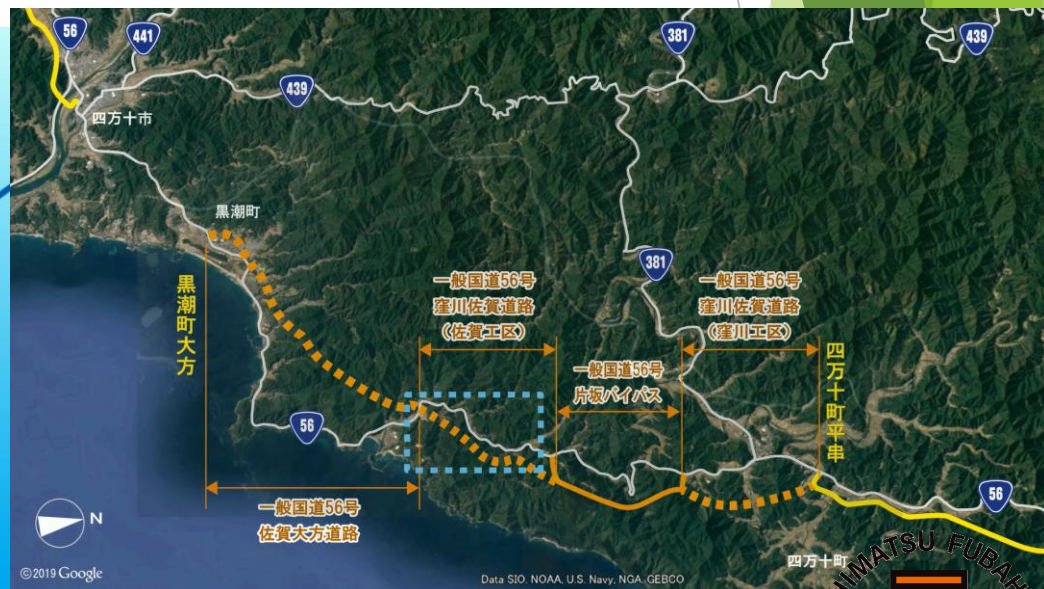 56
441
381
439
439
四万十市
黒潮町
黒潮町大方
一般国道56号
窪川佐賀道路
(佐賀工区)
381
一般国道56号
窪川佐賀道路
(窪川工区)
一般国道56号
片坂バイパス
四万十町平串
56
56
一般国道56号
佐賀大方道路
N
四万十町
©2019 Google
Data SIO, NOAA, U.S. Navy, NGA, GEBCO
IMATSU FUBAH